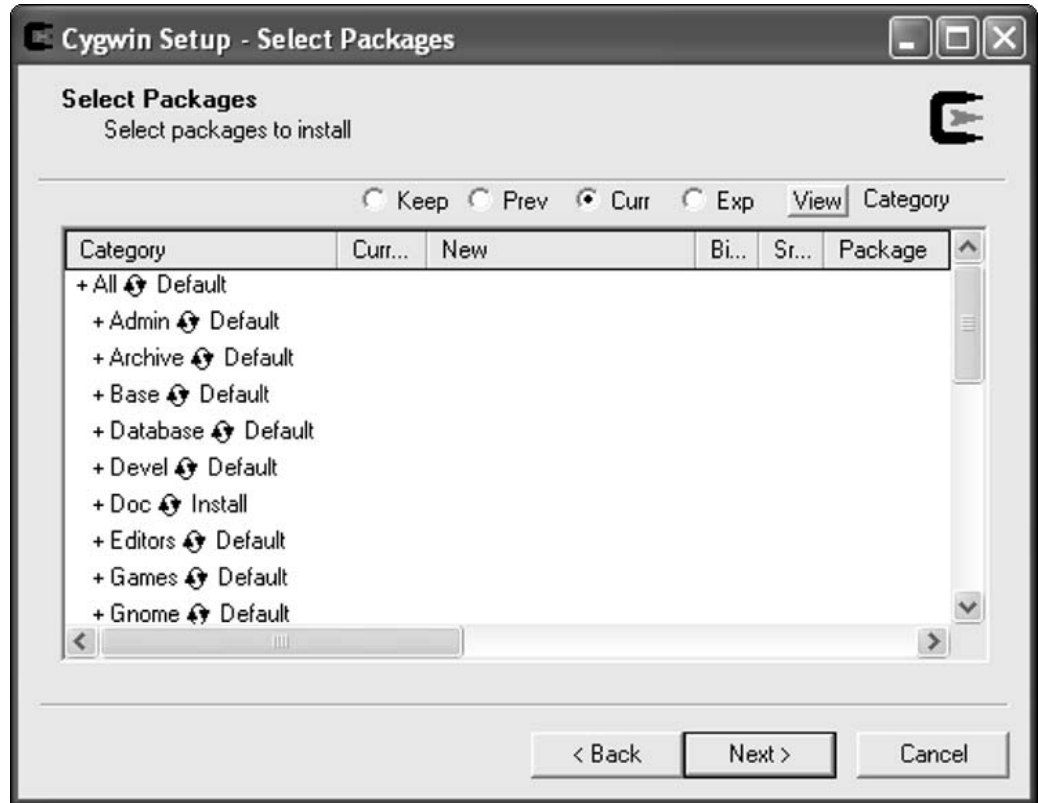 Cygwin Setup - Select Packages
Select Packages
Select packages to install
Keep Prev Curr Exp View Category
Category Curr... New Bi... Sr... Package
+ All Default
+ Admin Default
+ Archive Default
+ Base Default
+ Database Default
+ Devel Default
+ Doc Install
+ Editors Default
+ Games Default
+ Gnome Default
< Back Next > Cancel